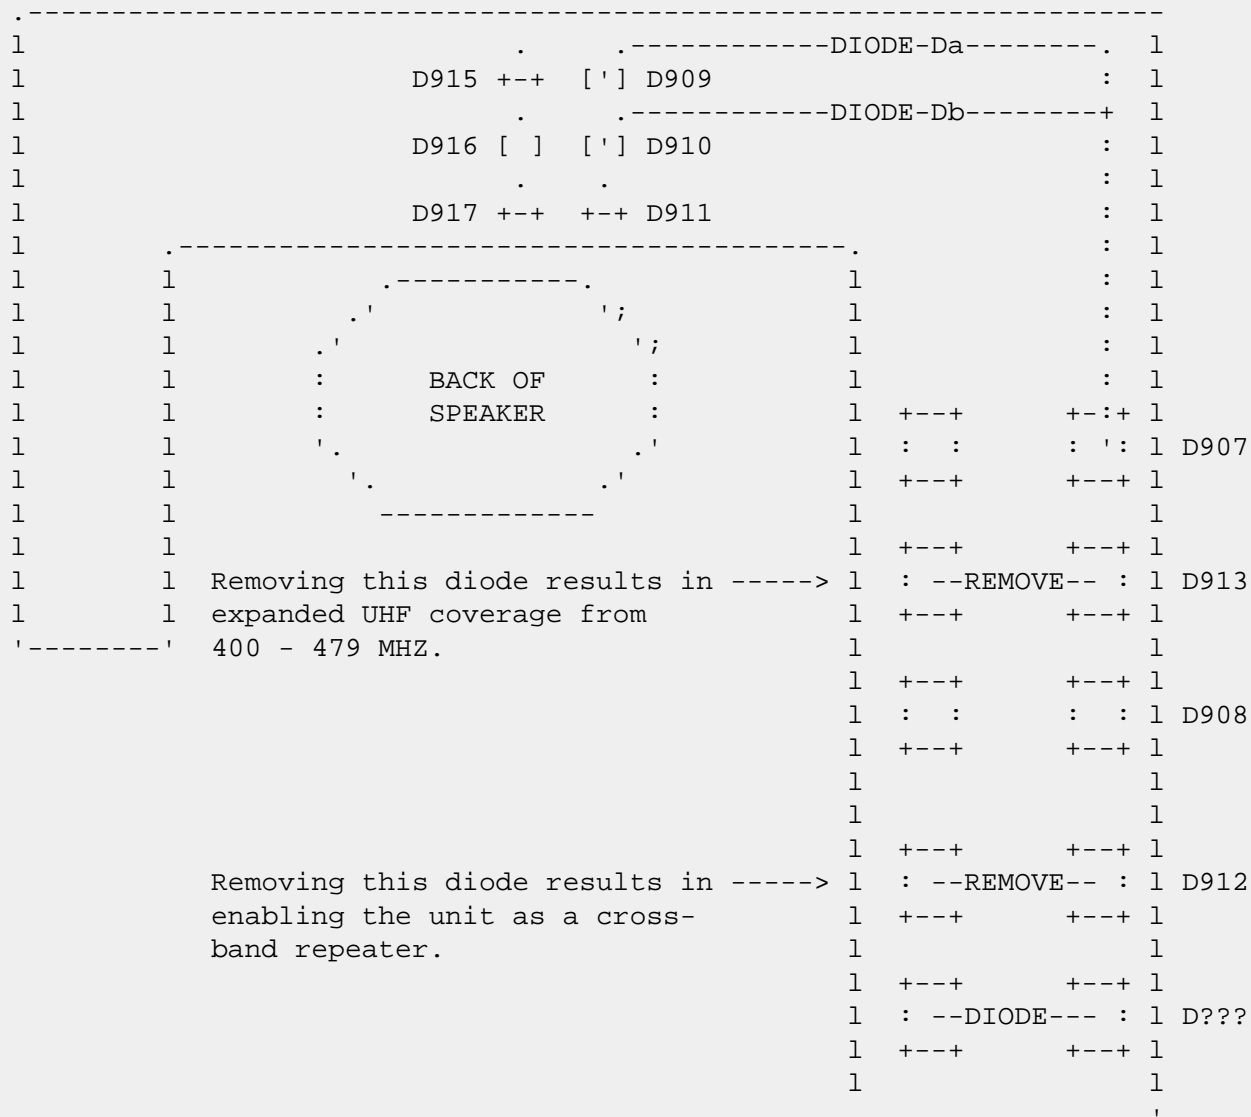 .--------------------------------------------------------------------
l                              .     .------------DIODE-Da--------.  l
l                       D915 +-+  ['] D909                       :  l
l                              .     .------------DIODE-Db--------+  l
l                       D916 [ ]  ['] D910                       :  l
l                              .    .                             :  l
l                       D917 +-+  +-+ D911                       :  l
l        .----------------------------------------.              :  l
l        l            .-----------.               l              :  l
l        l          .'             ';             l              :  l
l        l        .'                 ';           l              :  l
l        l        :      BACK OF      :           l              :  l
l        l        :      SPEAKER      :           l  +--+      +-:+ l
l        l        '.                 .'           l  :  :      : ': l D907
l        l          '.             .'             l  +--+      +--+ l
l        l            -------------               l                 l
l        l                                        l  +--+      +--+ l
l        l  Removing this diode results in -----> l  : --REMOVE-- : l D913
l        l  expanded UHF coverage from            l  +--+      +--+ l
'--------'  400 - 479 MHZ.                        l                 l
                                                  l  +--+      +--+ l
                                                  l  :  :      :  : l D908
                                                  l  +--+      +--+ l
                                                  l                 l
                                                  l                 l
                                                  l  +--+      +--+ l
            Removing this diode results in -----> l  : --REMOVE-- : l D912
            enabling the unit as a cross-         l  +--+      +--+ l
            band repeater.                        l                 l
                                                  l  +--+      +--+ l
                                                  l  : --DIODE--- : l D???
                                                  l  +--+      +--+ l
                                                  l                 l
                                                                    '